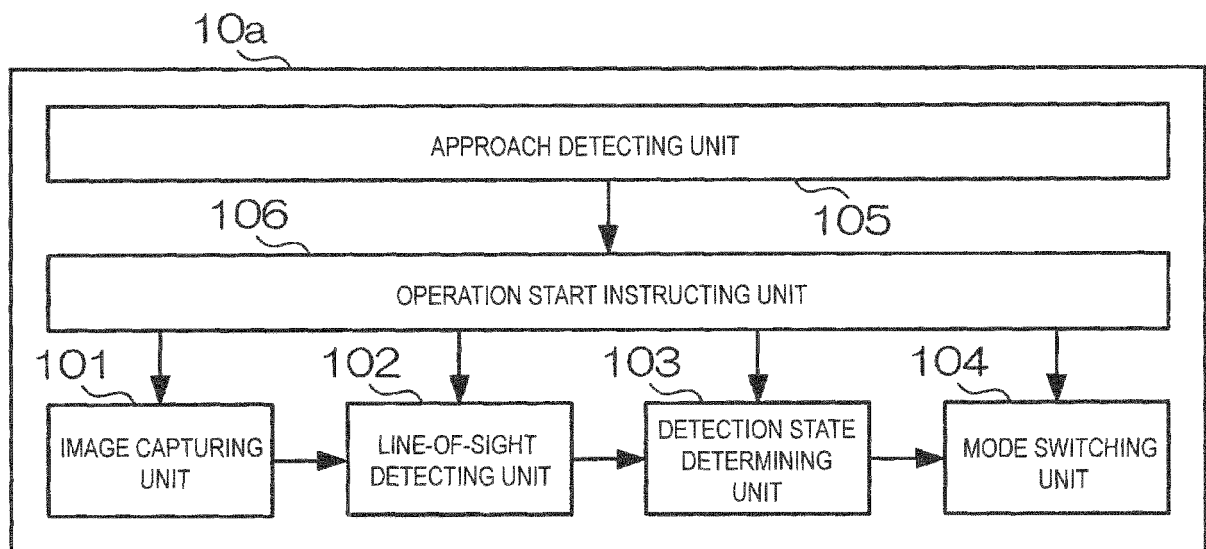 10a
APPROACH DETECTING UNIT
105
106
OPERATION START INSTRUCTING UNIT
101
102
103
104
IMAGE CAPTURING
UNIT
LINE-OF-SIGHT
DETECTING UNIT
DETECTION STATE
DETERMINING
UNIT
MODE SWITCHING
UNIT